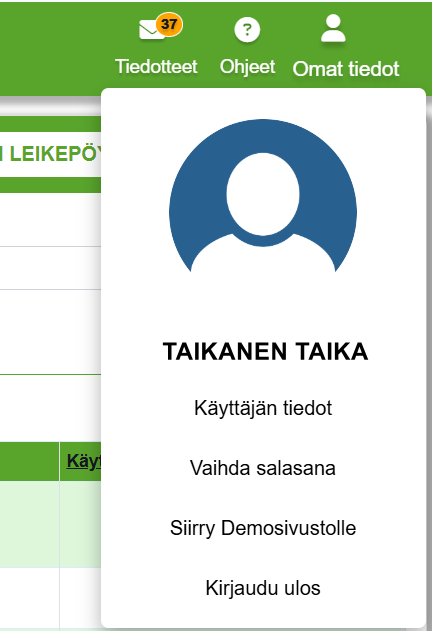 37
Tiedotteet
Ohjeet
Omat tiedot
LEIKEPÖY
TAIKANEN TAIKA
Käyt
Käyttäjän tiedot
Vaihda salasana
Siirry Demosivustolle
Kirjaudu ulos